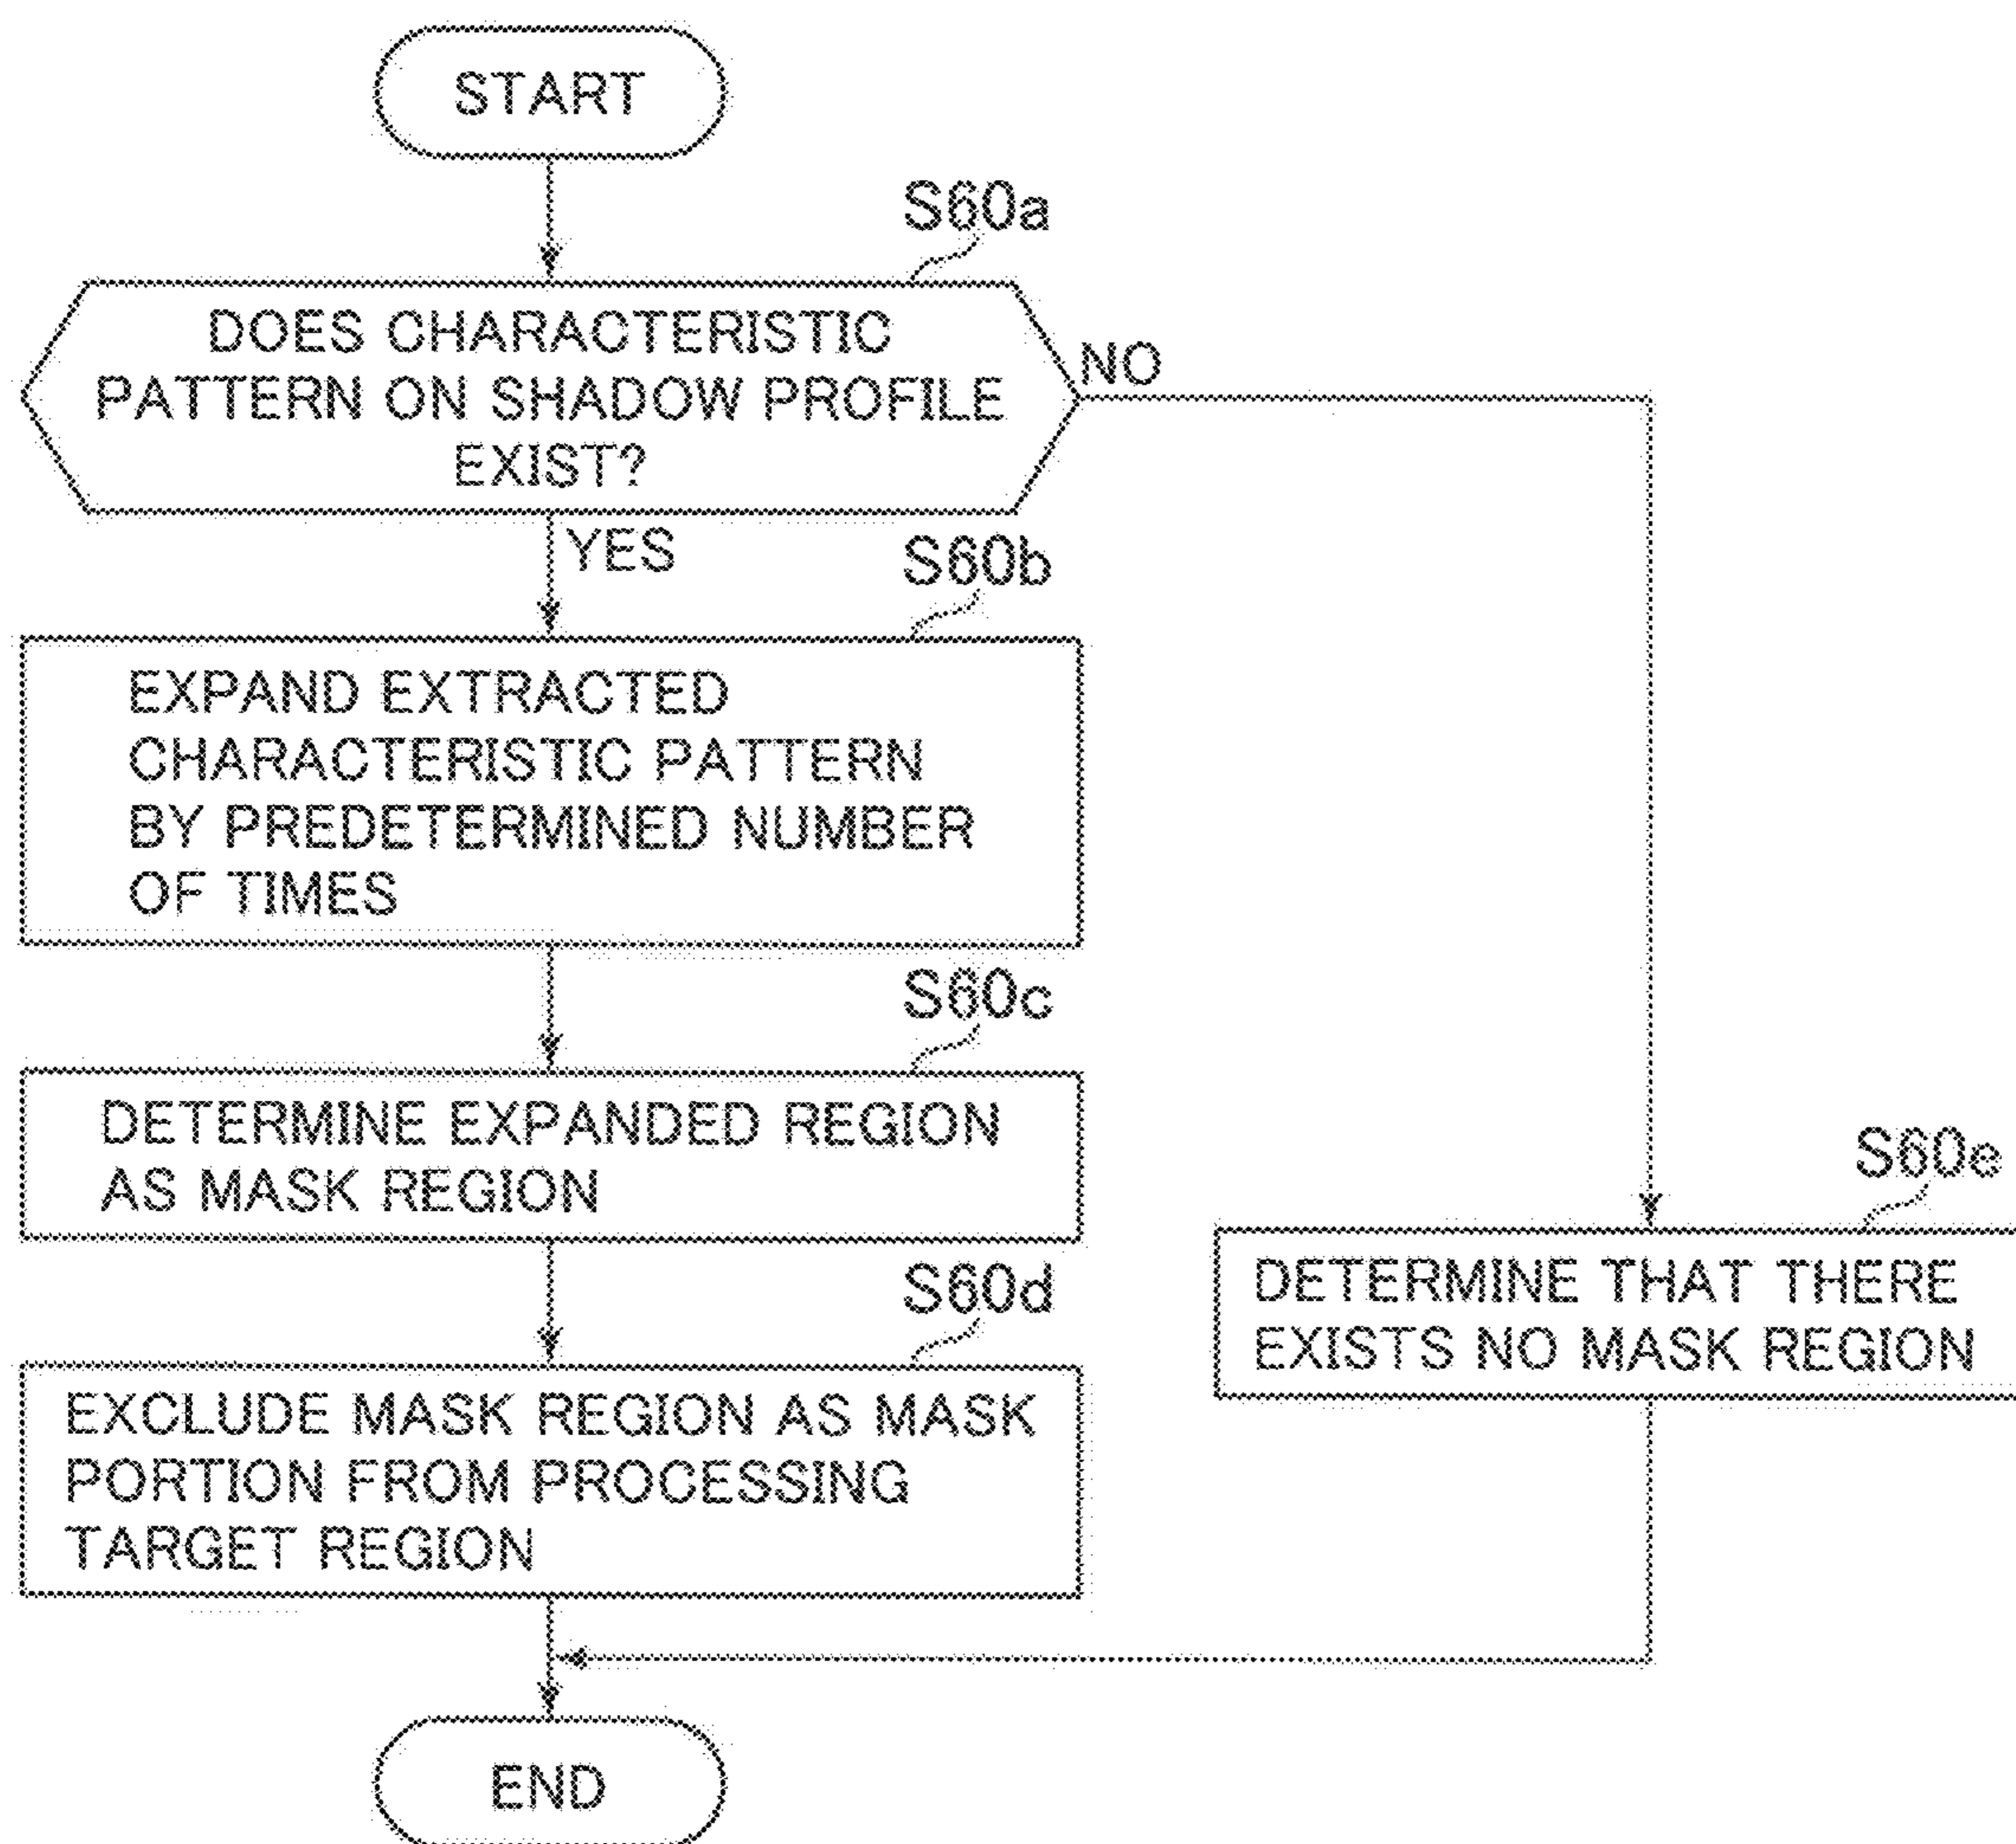 START
S60a
DOES CHARACTERISTIC
PATTERN ON SHADOW PROFILE
EXIST?
NO
YES
S60b
EXPAND EXTRACTED
CHARACTERISTIC PATTERN
BY PREDETERMINED NUMBER
OF TIMES
S60c
DETERMINE EXPANDED REGION
AS MASK REGION
S60d
EXCLUDE MASK REGION AS MASK
PORTION FROM PROCESSING
TARGET REGION
S60e
DETERMINE THAT THERE
EXISTS NO MASK REGION
END